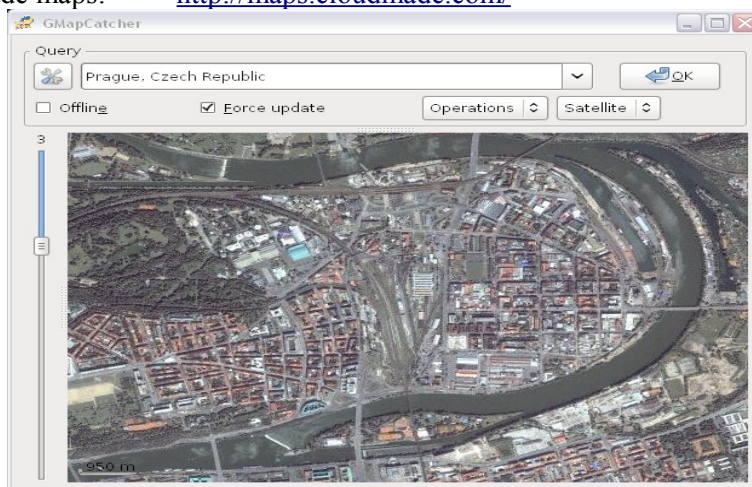 de maps: http://maps.cloudmade.com/
GMapCatcher
Query
Prague, Czech Republic
OK
Offline
Force update
Operations
Satellite
3
950 m